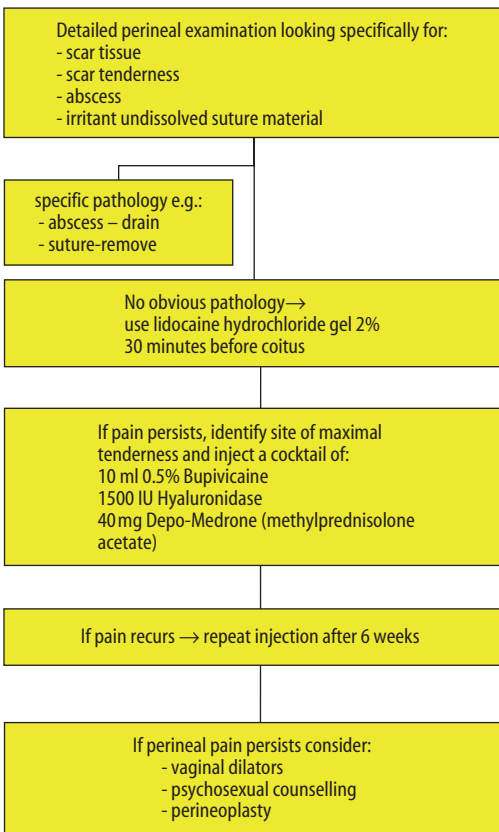 Detailed perineal examination looking specifically for:
- scar tissue
- scar tenderness
- abscess
- irritant undissolved suture material
specific pathology e.g.:
- abscess – drain
- suture-remove
No obvious pathology→
use lidocaine hydrochloride gel 2%
30 minutes before coitus
If pain persists, identify site of maximal
tenderness and inject a cocktail of:
10 ml 0.5% Bupivicaine
1500 IU Hyaluronidase
40 mg Depo-Medrone (methylprednisolone
acetate)
If pain recurs → repeat injection after 6 weeks
If perineal pain persists consider:
- vaginal dilators
- psychosexual counselling
- perineoplasty